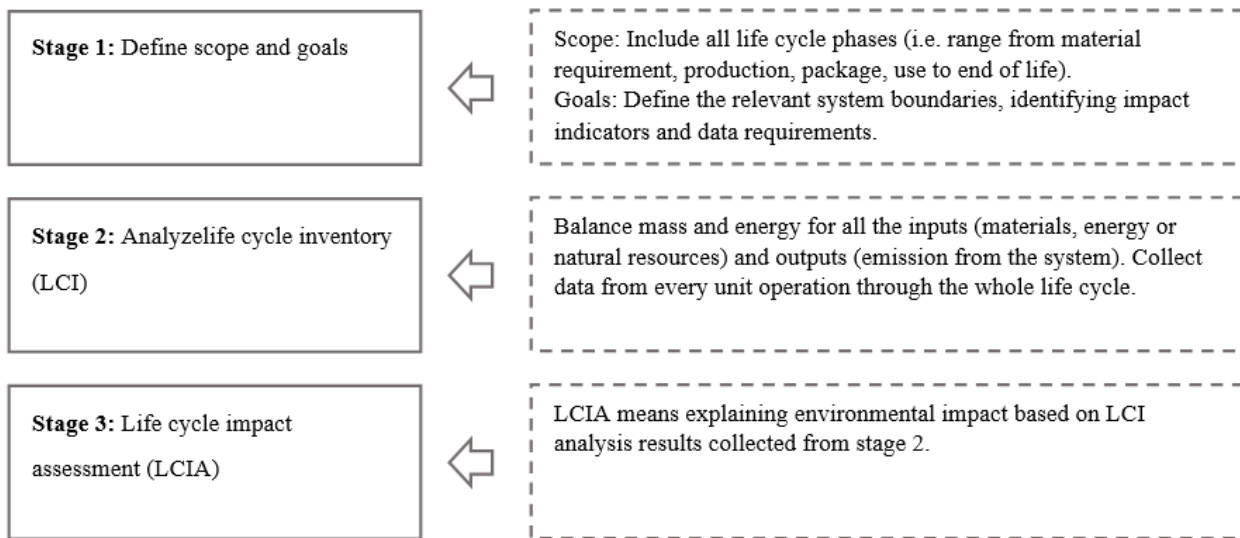 Stage 1: Define scope and goals
Scope: Include all life cycle phases (i.e. range from material
requirement, production, package, use to end of life).
Goals: Define the relevant system boundaries, identifying impact
indicators and data requirements.
Stage 2: Analyzelife cycle inventory
(LCI)
Balance mass and energy for all the inputs (materials, energy or
natural resources) and outputs (emission from the system). Collect
data from every unit operation through the whole life cycle.
Stage 3: Life cycle impact
assessment (LCIA)
LCIA means explaining environmental impact based on LCI
analysis results collected from stage 2.